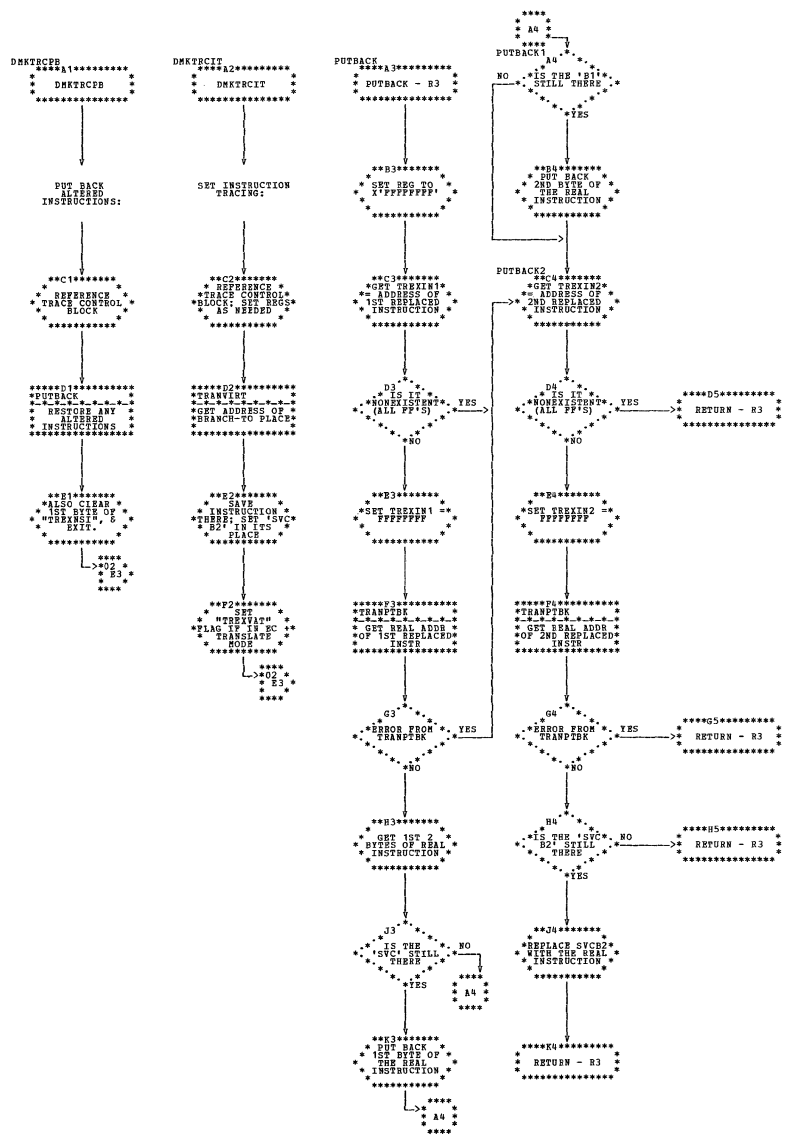 DMKTRCPB
A1
DMKTRCPB
PUT BACK
ALTERED
INSTRUCTIONS:
C1
REFERENCE
TRACE CONTROL
BLOCK
D1
PUTBACK
RESTORE ANY
ALTERED
INSTRUCTIONS
E1
ALSO CLEAR
1ST BYTE OF
"TREXNSI", &
EXIT.
02
E3
DMKTRCIT
A2
DMKTRCIT
SET INSTRUCTION
TRACING:
C2
REFERENCE
TRACE CONTROL
BLOCK; SET REGS
AS NEEDED
D2
TRANVIRT
GET ADDRESS OF
BRANCH-TO PLACE
E2
SAVE
INSTRUCTION
THERE; SET 'SVC
B2' IN ITS
PLACE
F2
SET
"TREXVAT"
FLAG IF IN EC +
TRANSLATE
MODE
02
E3
PUTBACK
A3
PUTBACK - R3
B3
SET REG TO
X'FFFFFFFF'
C3
GET TREXIN1
= ADDRESS OF
1ST REPLACED
INSTRUCTION
D3
IS IT
NONEXISTENT
(ALL FF'S)
YES
NO
E3
SET TREXIN1 =
FFFFFFFF
F3
TRANPTBK
GET REAL ADDR
OF 1ST REPLACED
INSTR
G3
ERROR FROM
TRANPTBK
YES
NO
H3
GET 1ST 2
BYTES OF REAL
INSTRUCTION
J3
IS THE
'SVC' STILL
THERE
NO
A4
YES
K3
PUT BACK
1ST BYTE OF
THE REAL
INSTRUCTION
A4
A4
PUTBACK1
A4
IS THE 'B1'
STILL THERE
NO
YES
B4
PUT BACK
2ND BYTE OF
THE REAL
INSTRUCTION
PUTBACK2
C4
GET TREXIN2
= ADDRESS OF
2ND REPLACED
INSTRUCTION
D4
IS IT
NONEXISTENT
(ALL FF'S)
YES
NO
D5
RETURN - R3
E4
SET TREXIN2 =
FFFFFFFF
F4
TRANPTBK
GET REAL ADDR
OF 2ND REPLACED
INSTR
G4
ERROR FROM
TRANPTBK
YES
NO
G5
RETURN - R3
H4
IS THE 'SVC
B2' STILL
THERE
NO
YES
H5
RETURN - R3
J4
REPLACE SVCB2
WITH THE REAL
INSTRUCTION
K4
RETURN - R3